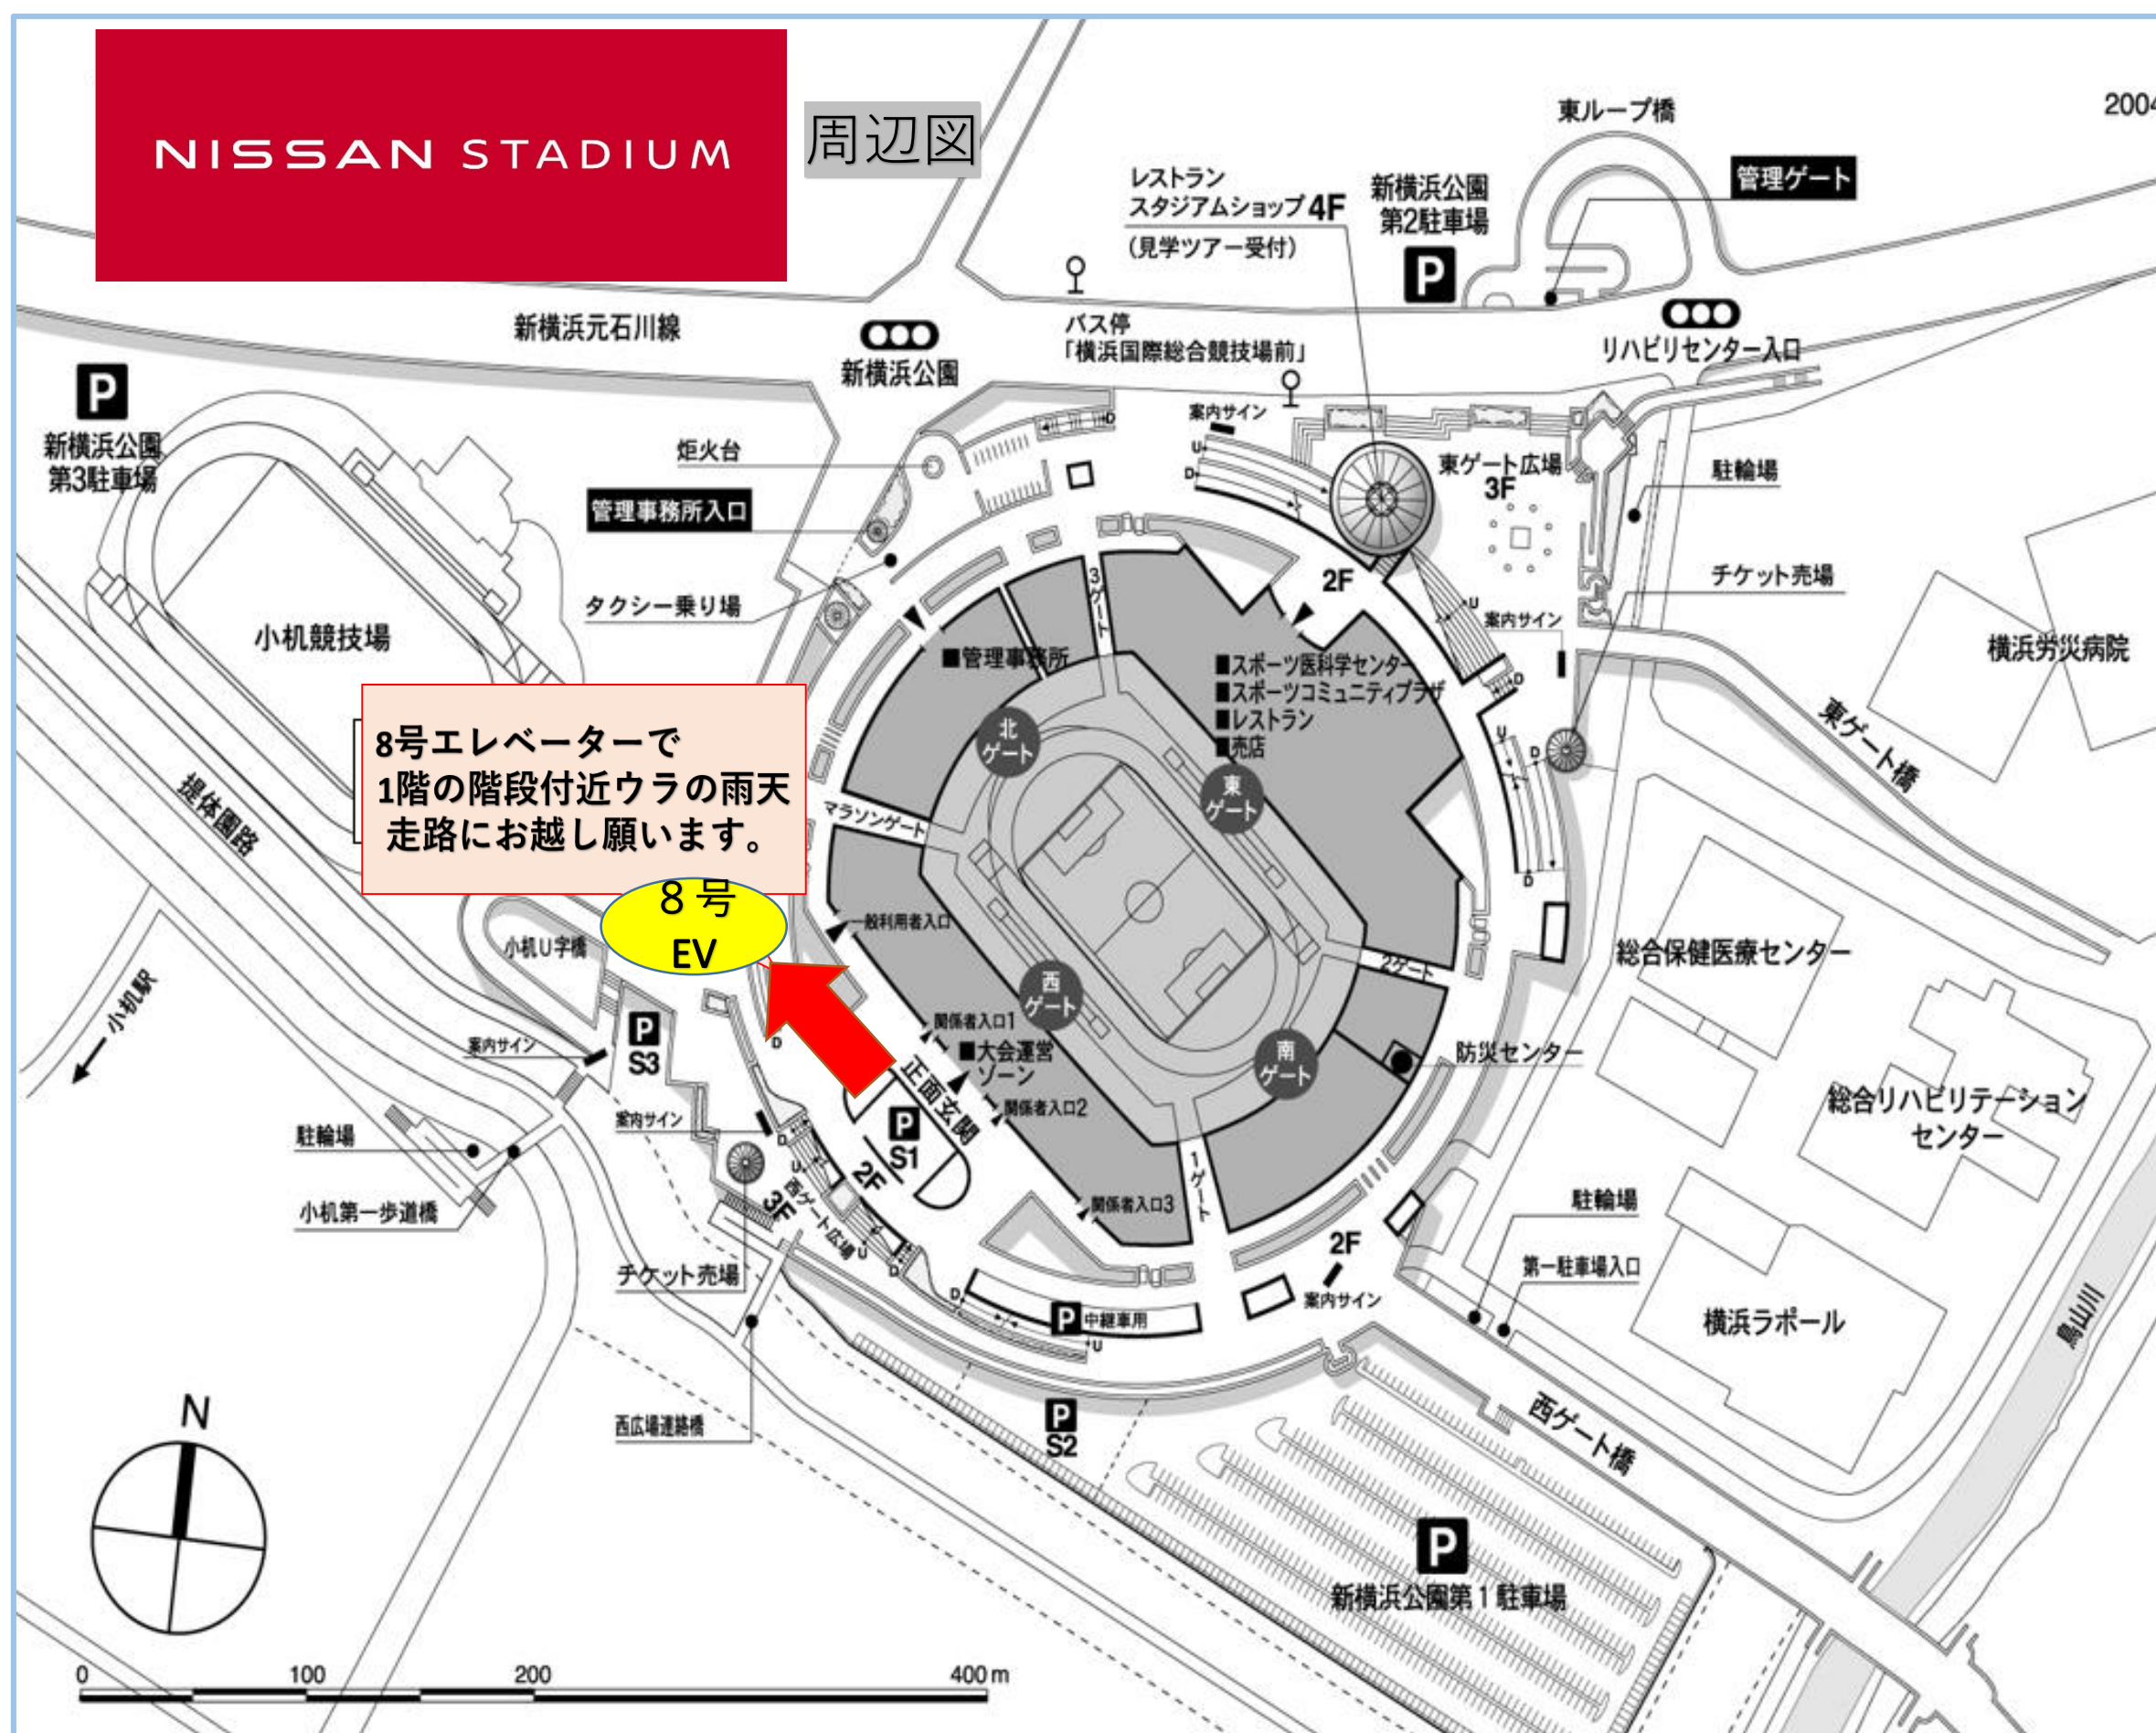 NISSAN STADIUM
周辺図
東ループ橋
2004
管理ゲート
レストラン
スタジアムショップ 4F
(見学ツアー受付)
新横浜公園
第2駐車場
P
新横浜元石川線
新横浜公園
バス停
「横浜国際総合競技場前」
リハビリセンター入口
P
新横浜公園
第3駐車場
炬火台
管理事務所入口
タクシー乗り場
案内サイン
U
D
D
東ゲート広場
3F
駐輪場
チケット売場
2F
U
案内サイン
D
横浜労災病院
東ゲート橋
小机競技場
3ゲート
■管理事務所
■スポーツ医科学センター
■スポーツコミュニティプラザ
■レストラン
■売店
北
ゲート
東
ゲート
U
D
D
8号エレベーターで
1階の階段付近ウラの雨天
走路にお越し願います。
８号
EV
マラソンゲート
一般利用者入口
堤体園路
小机U字橋
小机駅
西
ゲート
2ゲート
南
ゲート
防災センター
総合保健医療センター
総合リハビリテーション
センター
関係者入口1
■大会運営
ゾーン
正面玄関
関係者入口2
関係者入口3
1ゲート
案内サイン
P
S3
D
案内サイン
P
S1
D
U
2F
3F
西ゲート広場
U
D
駐輪場
小机第一歩道橋
チケット売場
西広場連絡橋
D
P 中継車用
U
2F
案内サイン
駐輪場
第一駐車場入口
横浜ラポール
鳥山川
西ゲート橋
P
S2
P
新横浜公園第1駐車場
N
0 100 200 400 m